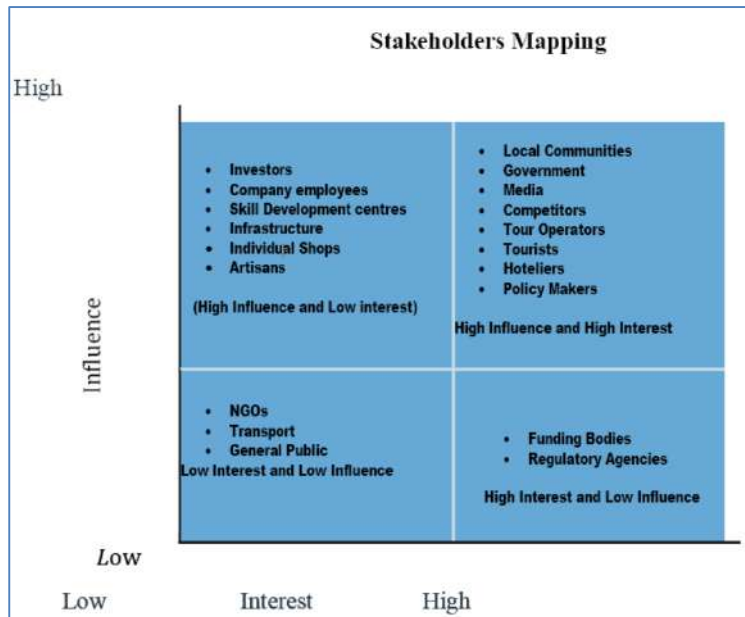 Stakeholders Mapping
High
• Investors
• Company employees
• Skill Development centres
• Infrastructure
• Individual Shops
• Artisans
(High Influence and Low interest)
• Local Communities
• Government
• Media
• Competitors
• Tour Operators
• Tourists
• Hoteliers
• Policy Makers
High Influence and High Interest
Influence
• NGOs
• Transport
• General Public
Low Interest and Low Influence
• Funding Bodies
• Regulatory Agencies
High Interest and Low Influence
Low
Low Interest High